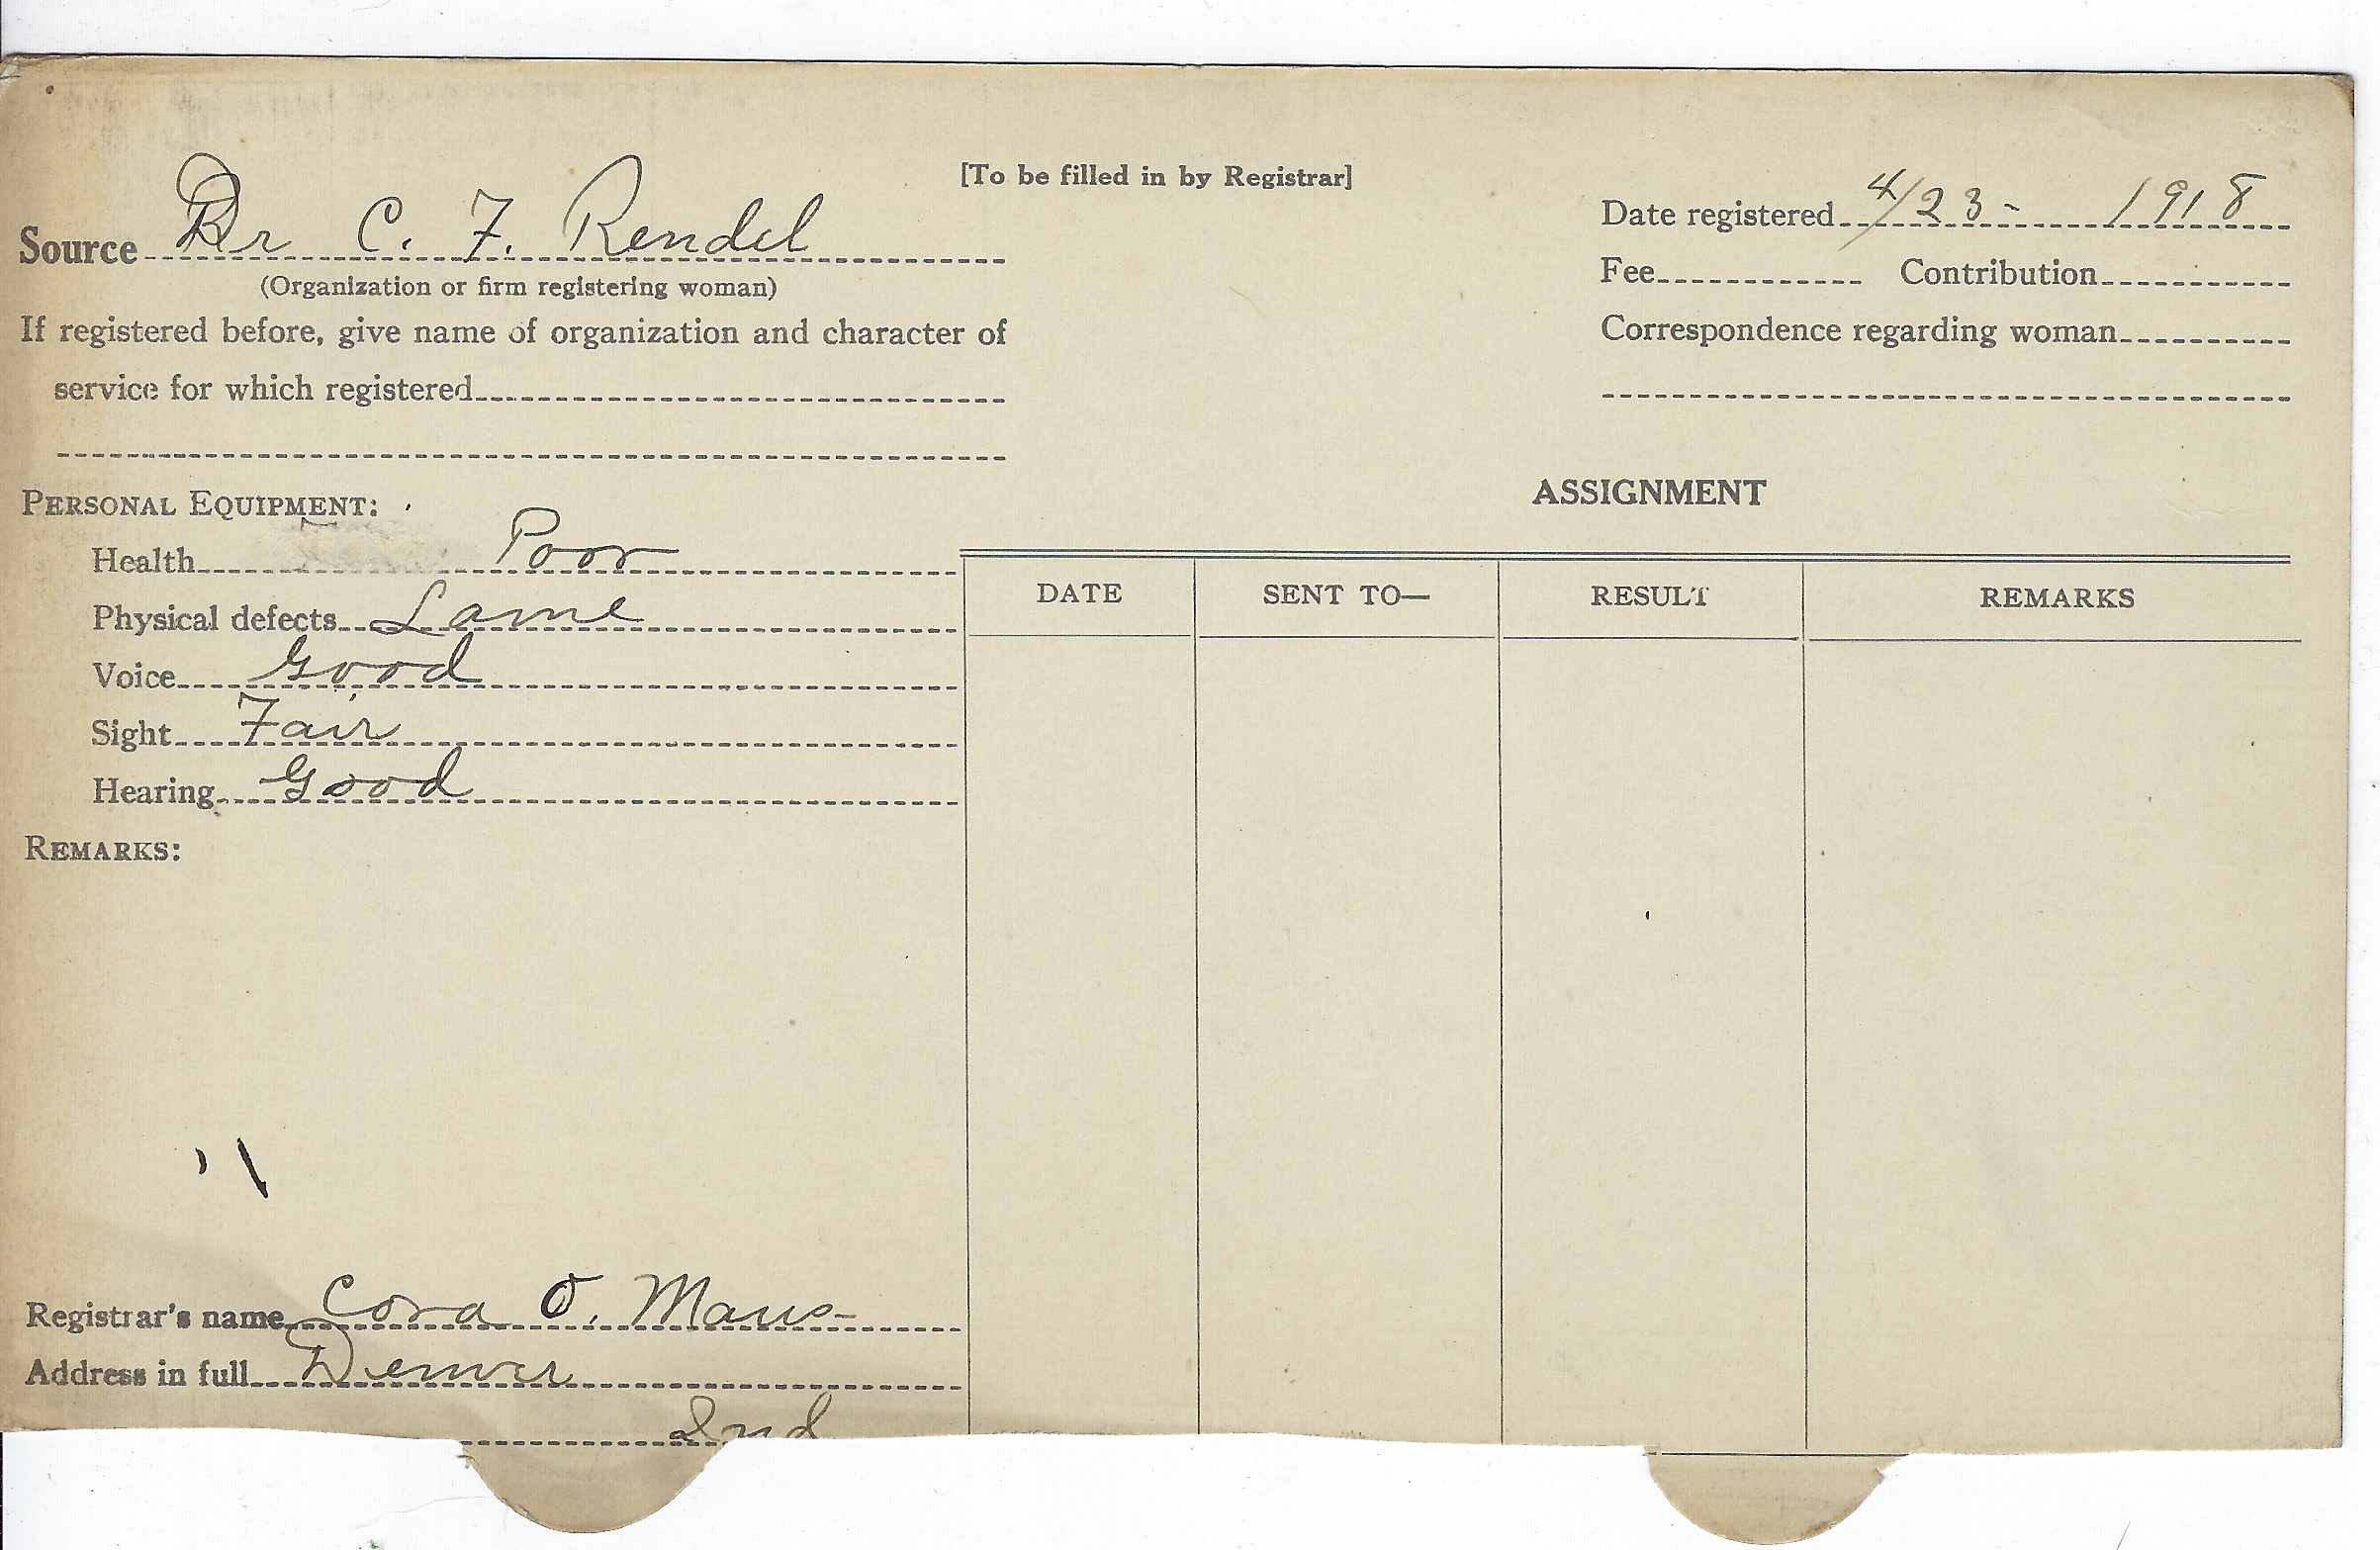 [To be filled in by Registrar]
Source Dr C. F. Rendel
(Organization or firm registering woman)
If registered before, give name of organization and character of
service for which registered
Date registered 4/23- 1918
Fee Contribution
Correspondence regarding woman
PERSONAL EQUIPMENT:
Health Poor
Physical defects Lame
Voice Good
Sight Fair
Hearing Good
REMARKS:
Registrar's name Cora O. Maus
Address in full Denver
Ind
ASSIGNMENT
DATE SENT TO— RESULT REMARKS